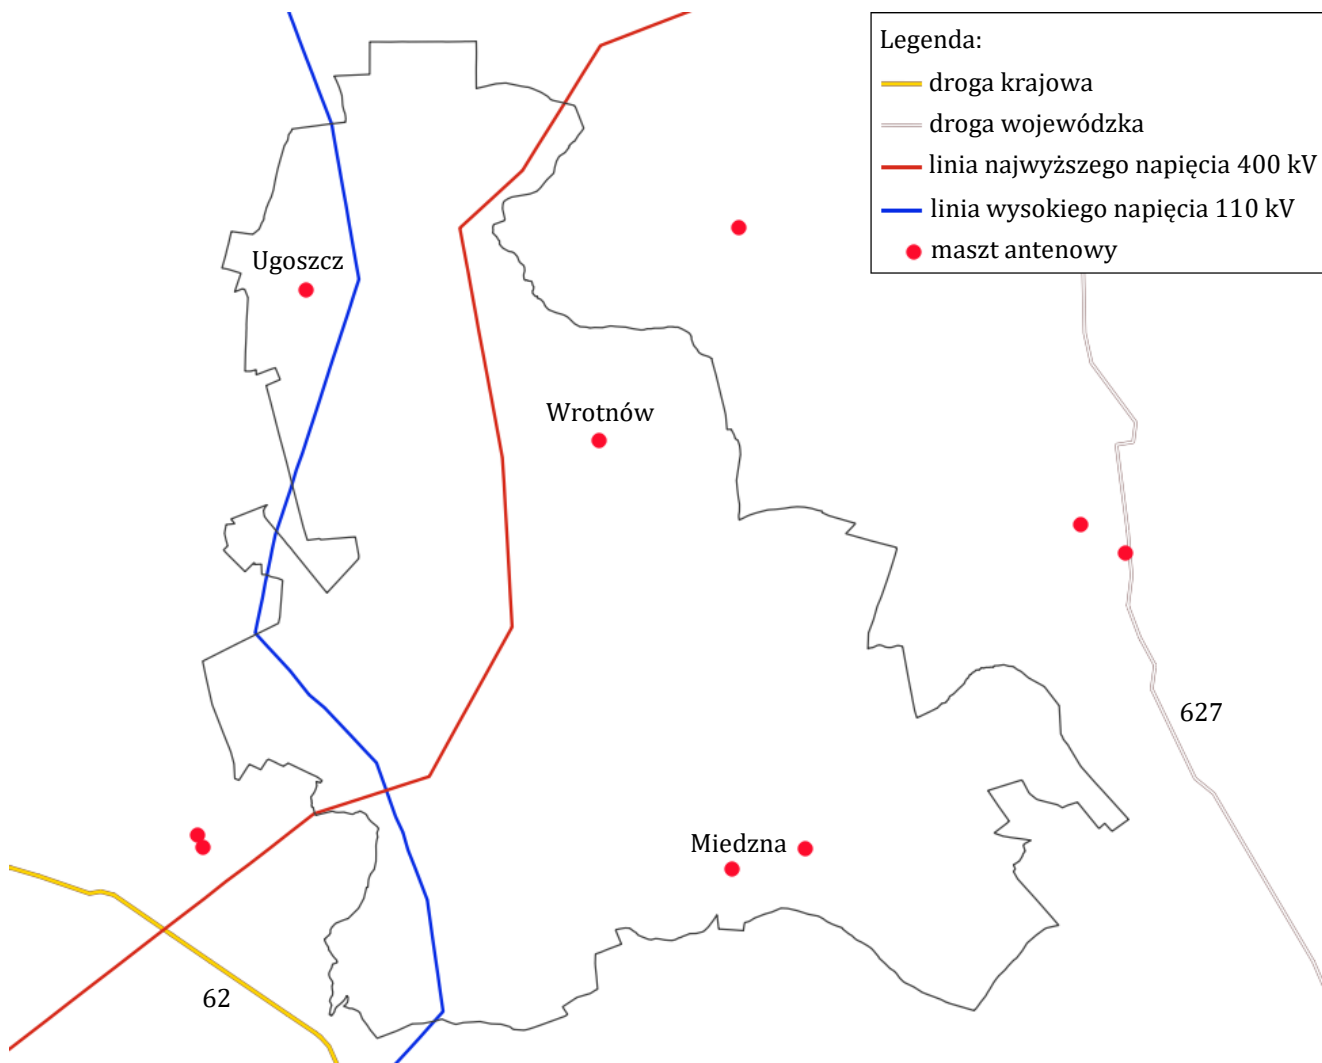 Legenda:
droga krajowa
droga wojewódzka
linia najwyższego napięcia 400 kV
linia wysokiego napięcia 110 kV
maszt antenowy
Ugoszcz
Wrotnów
627
Miedzna
62